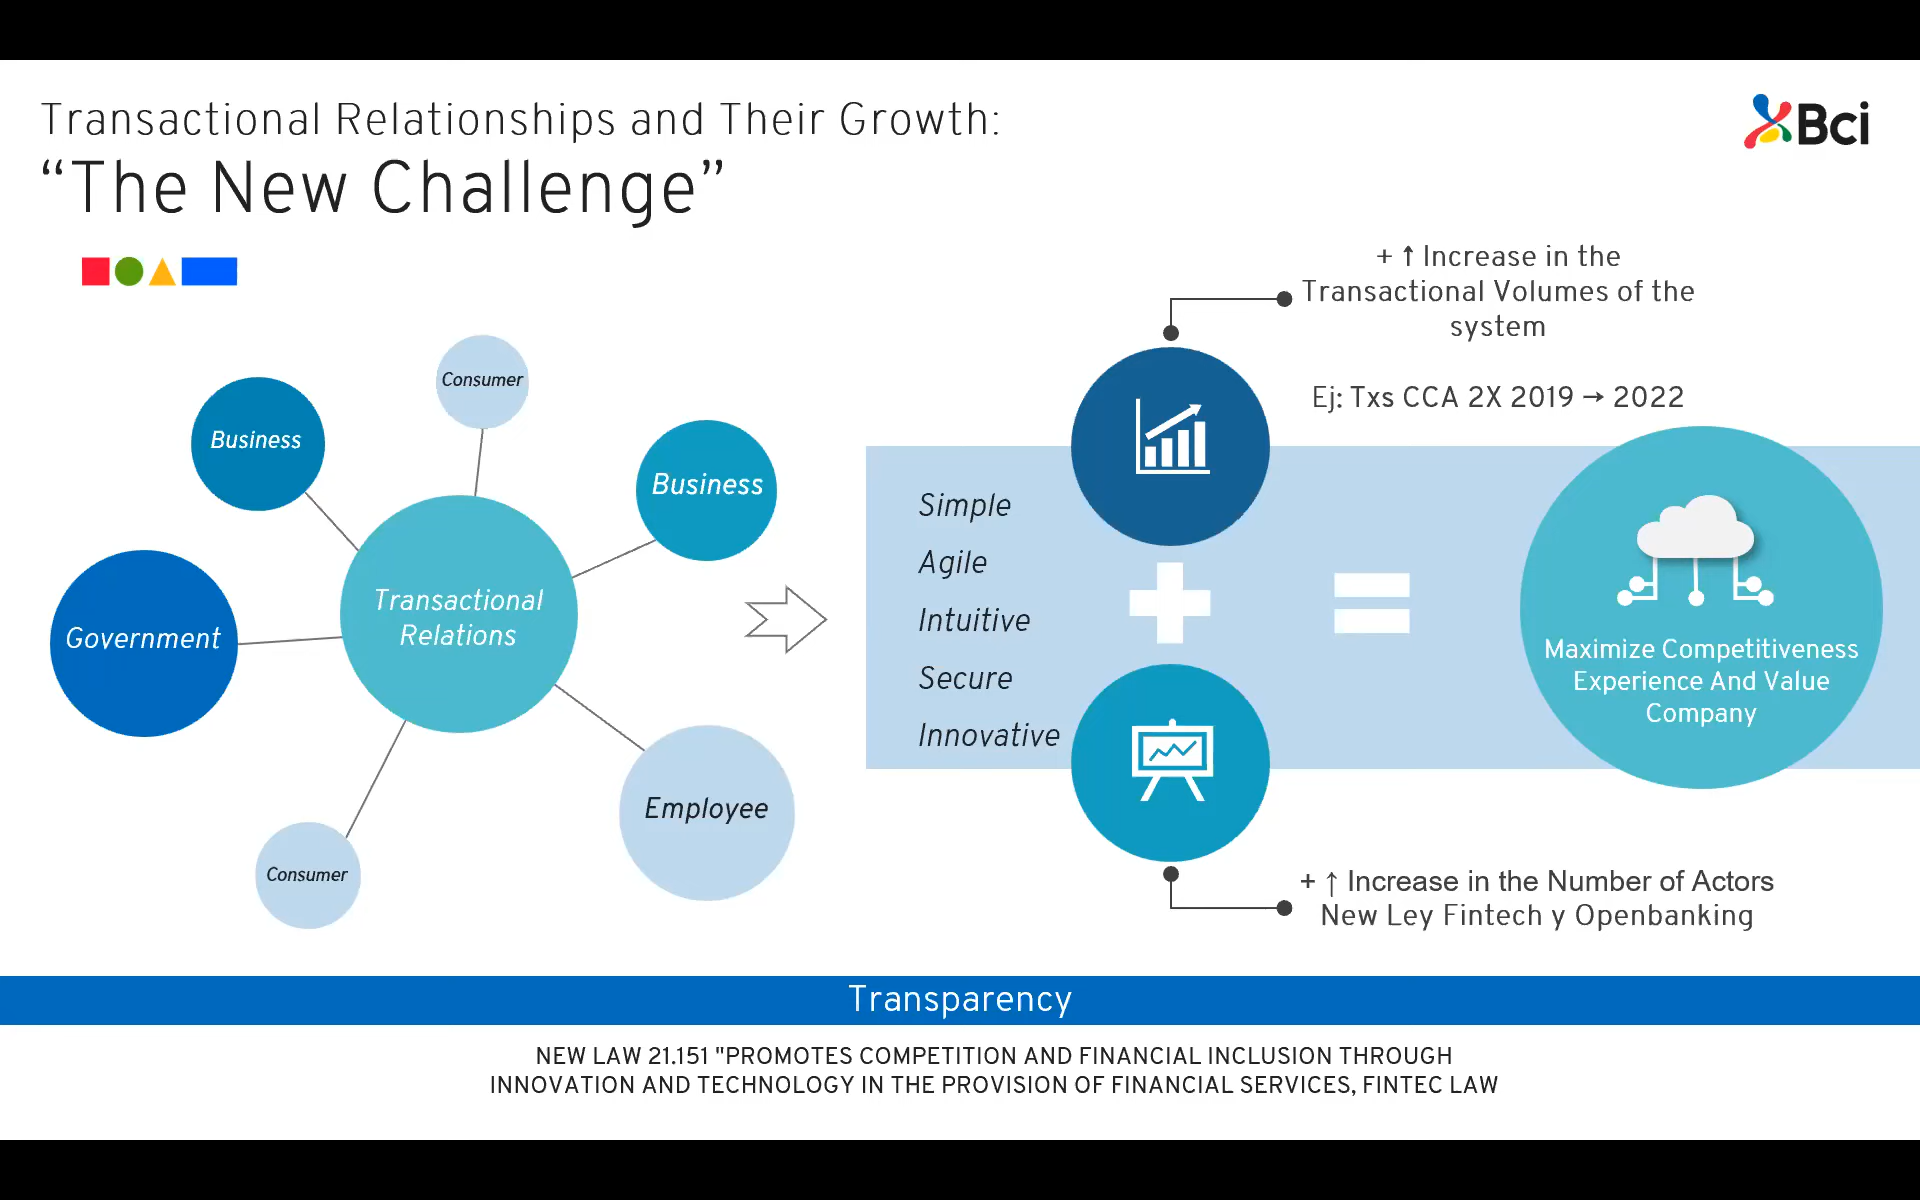 Transactional Relationships and Their Growth:
“The New Challenge”
Bci
Consumer
Business
Business
Transactional
Relations
Government
Employee
Consumer
Simple
Agile
Intuitive
Secure
Innovative
+ ↑ Increase in the
Transactional Volumes of the
system
Ej: Txs CCA 2X 2019 → 2022
Maximize Competitiveness
Experience And Value
Company
+ ↑ Increase in the Number of Actors
New Ley Fintech y Openbanking
Transparency
NEW LAW 21.151 "PROMOTES COMPETITION AND FINANCIAL INCLUSION THROUGH
INNOVATION AND TECHNOLOGY IN THE PROVISION OF FINANCIAL SERVICES, FINTEC LAW